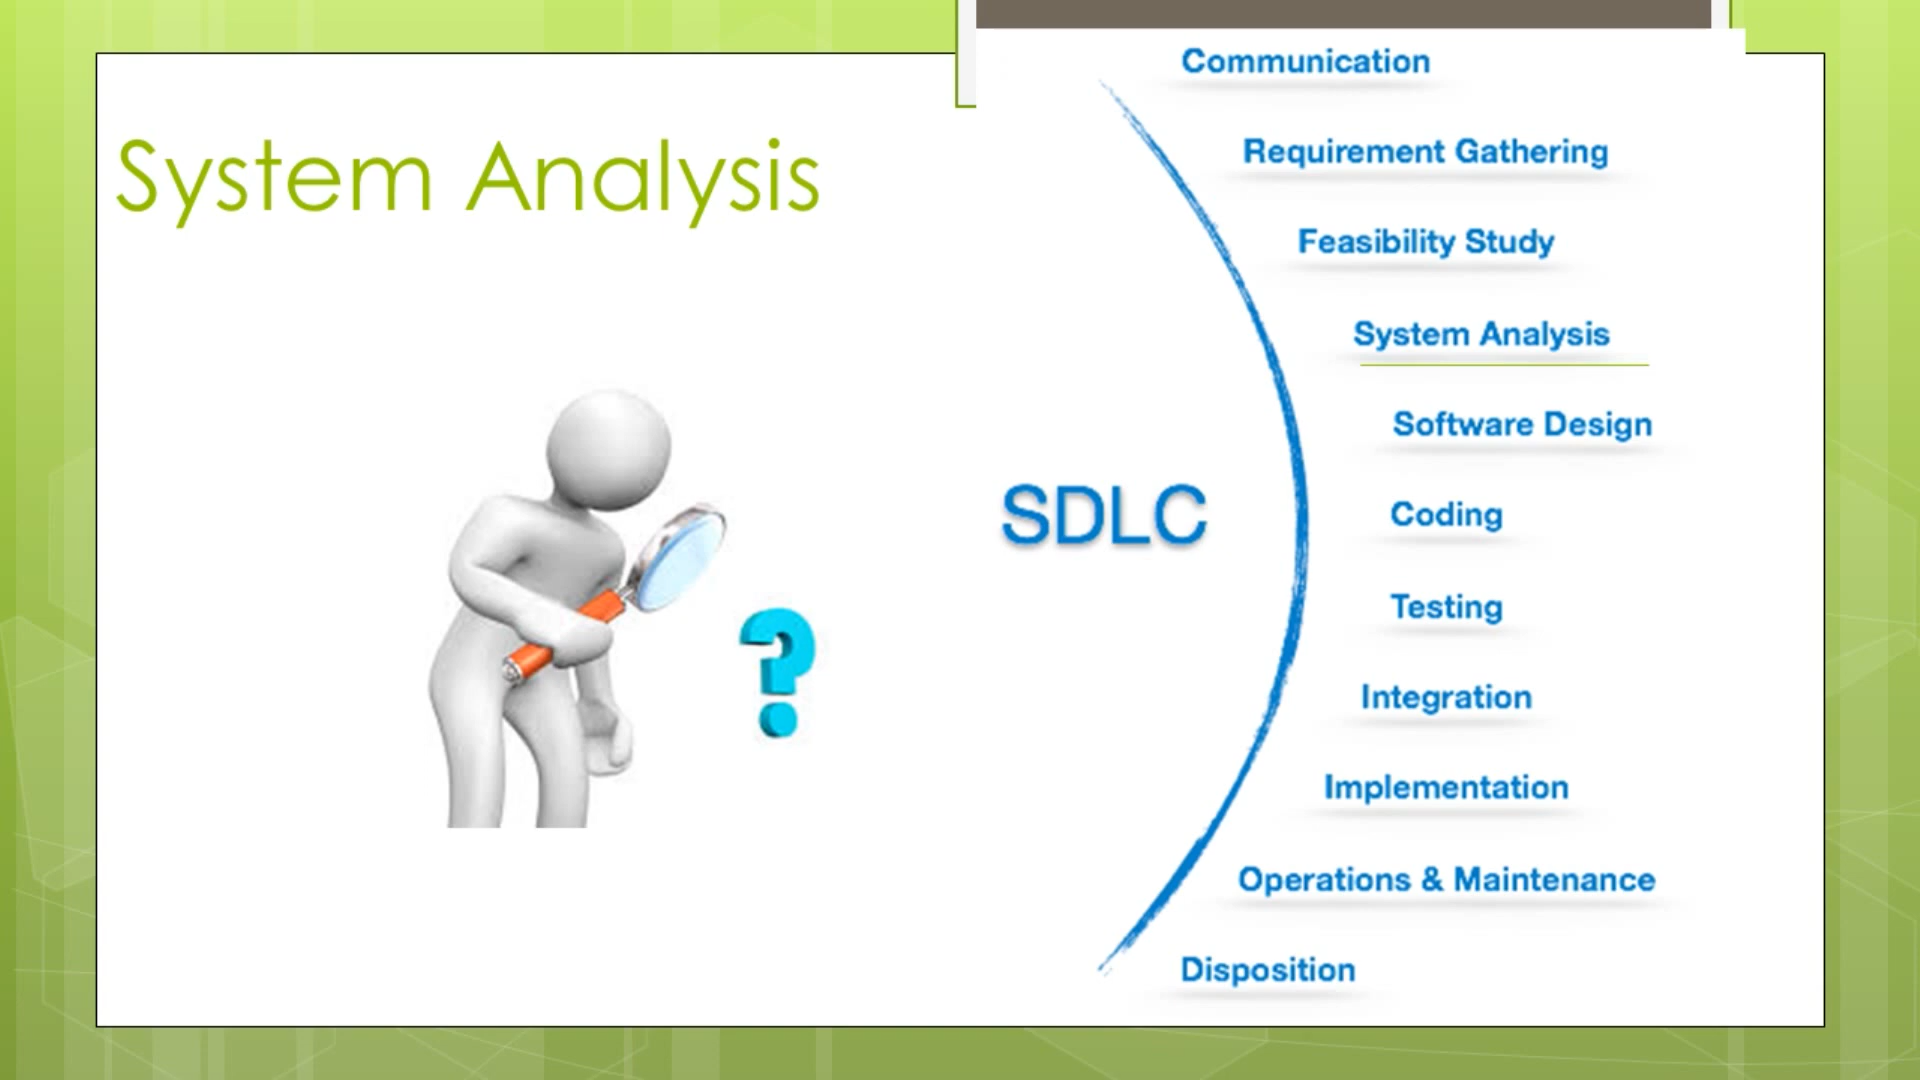 System Analysis
?
SDLC
Communication
Requirement Gathering
Feasibility Study
System Analysis
Software Design
Coding
Testing
Integration
Implementation
Operations & Maintenance
Disposition